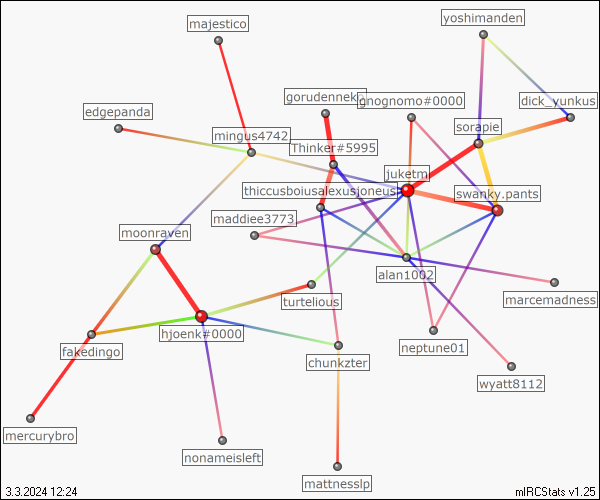 yoshimanden
majestico
gorudennek
gnognomo#0000
dick_yunkus
edgepanda
mingus4742
sorapie
Thinker#5995
juketm
thiccusboiusalexusjoneus
swanky.pants
maddiee3773
moonraven
alan1002
turtelious
marcemadness
hjoenk#0000
neptune01
fakedingo
chunkzter
wyatt8112
mercurybro
nonameisleft
mattnesslp
3.3.2024 12:24
mIRCStats v1.25